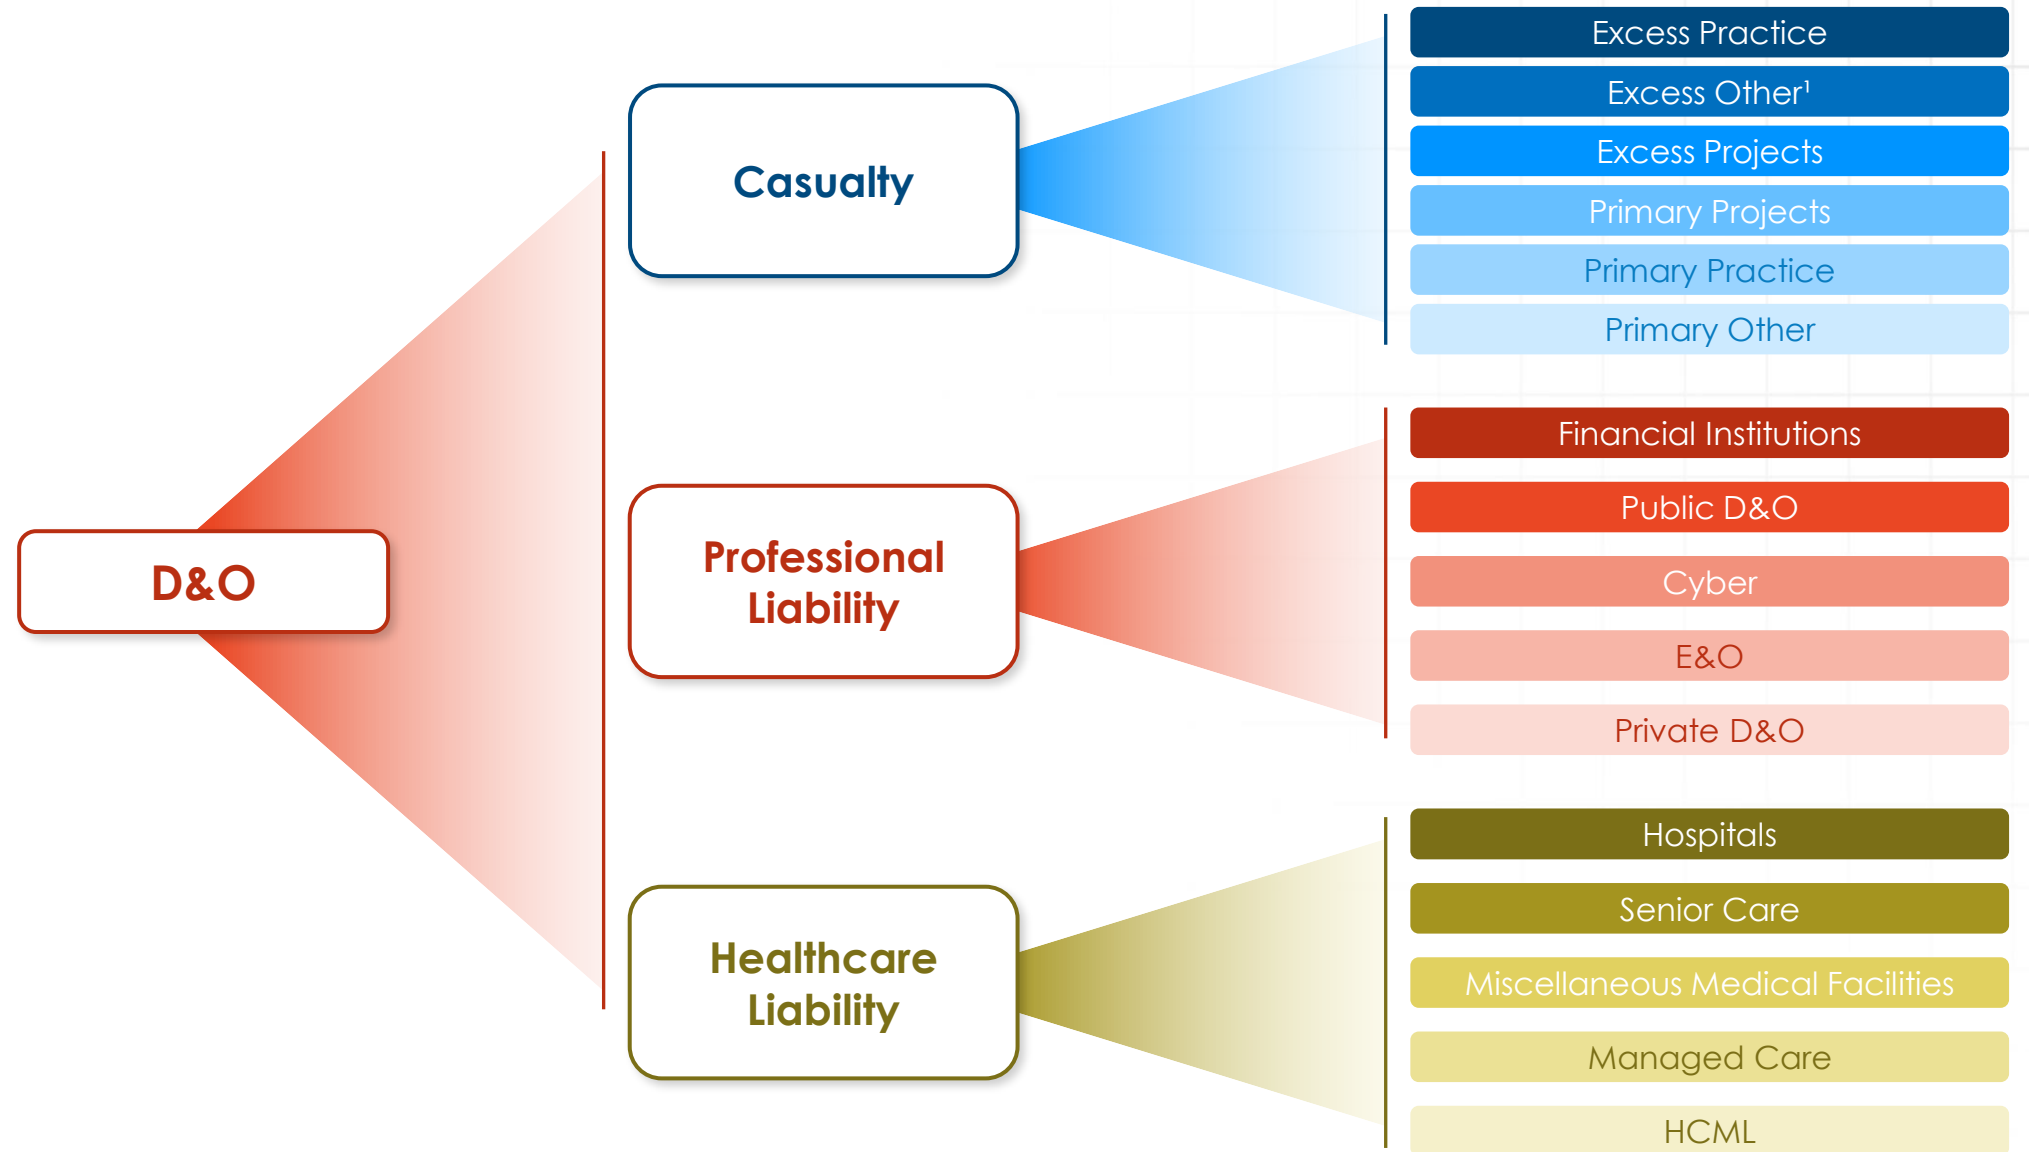 D&O
Casualty
Excess Practice
Excess Other¹
Excess Projects
Primary Projects
Primary Practice
Primary Other
Professional
Liability
Financial Institutions
Public D&O
Cyber
E&O
Private D&O
Healthcare
Liability
Hospitals
Senior Care
Miscellaneous Medical Facilities
Managed Care
HCML